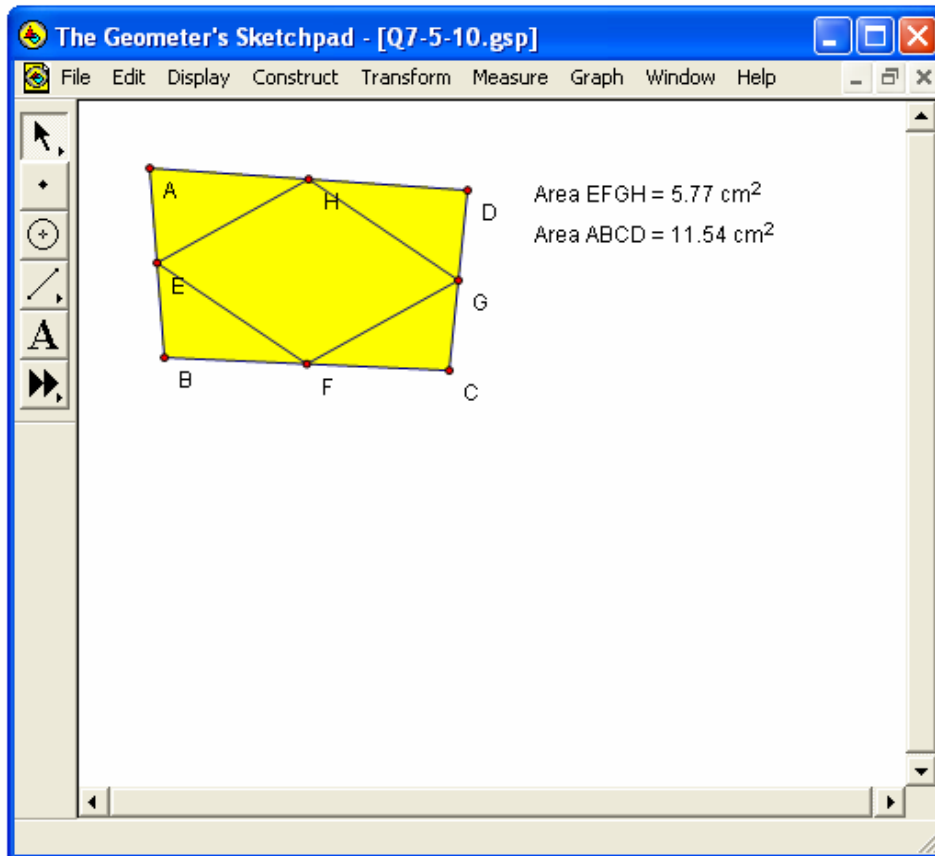 The Geometer's Sketchpad - [Q7-5-10.gsp]
File Edit Display Construct Transform Measure Graph Window Help
A
H
D
Area EFGH = 5.77 cm²
Area ABCD = 11.54 cm²
E
G
B
F
C
A